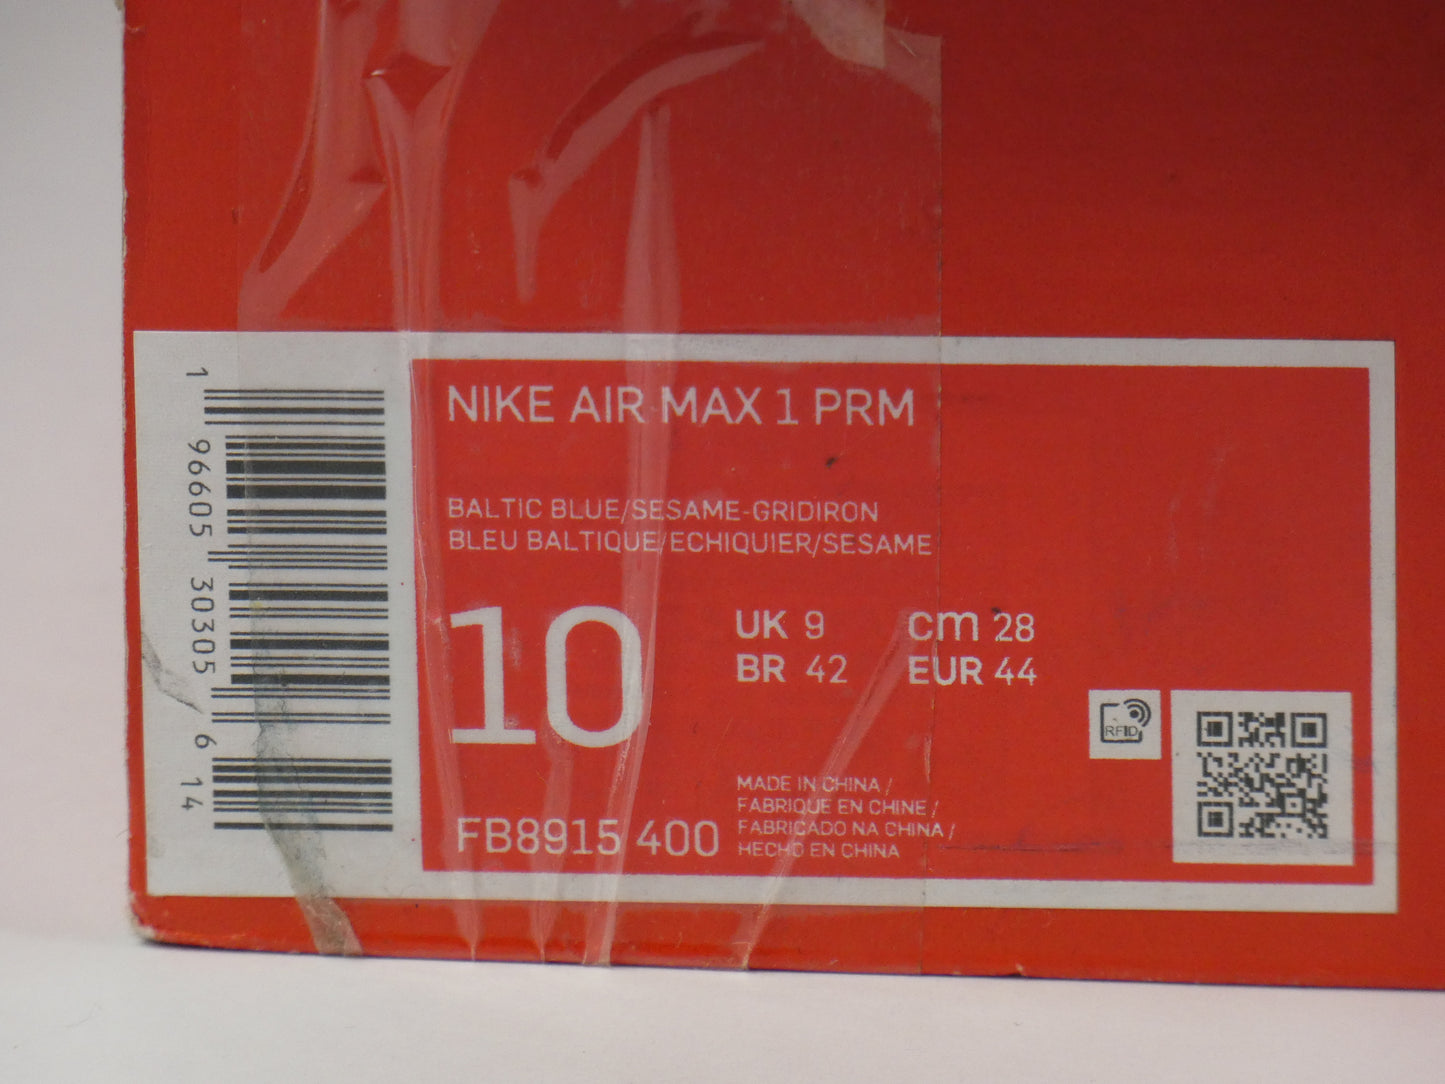 1 96605 30305 6 14
NIKE AIR MAX 1 PRM
BALTIC BLUE/SESAME-GRIDIRON
BLEU BALTIQUE/ECHIQUIER/SESAME
10
UK 9
BR 42
cm 28
EUR 44
RFID
FB8915 400
MADE IN CHINA /
FABRIQUE EN CHINE /
FABRICADO NA CHINA /
HECHO EN CHINA